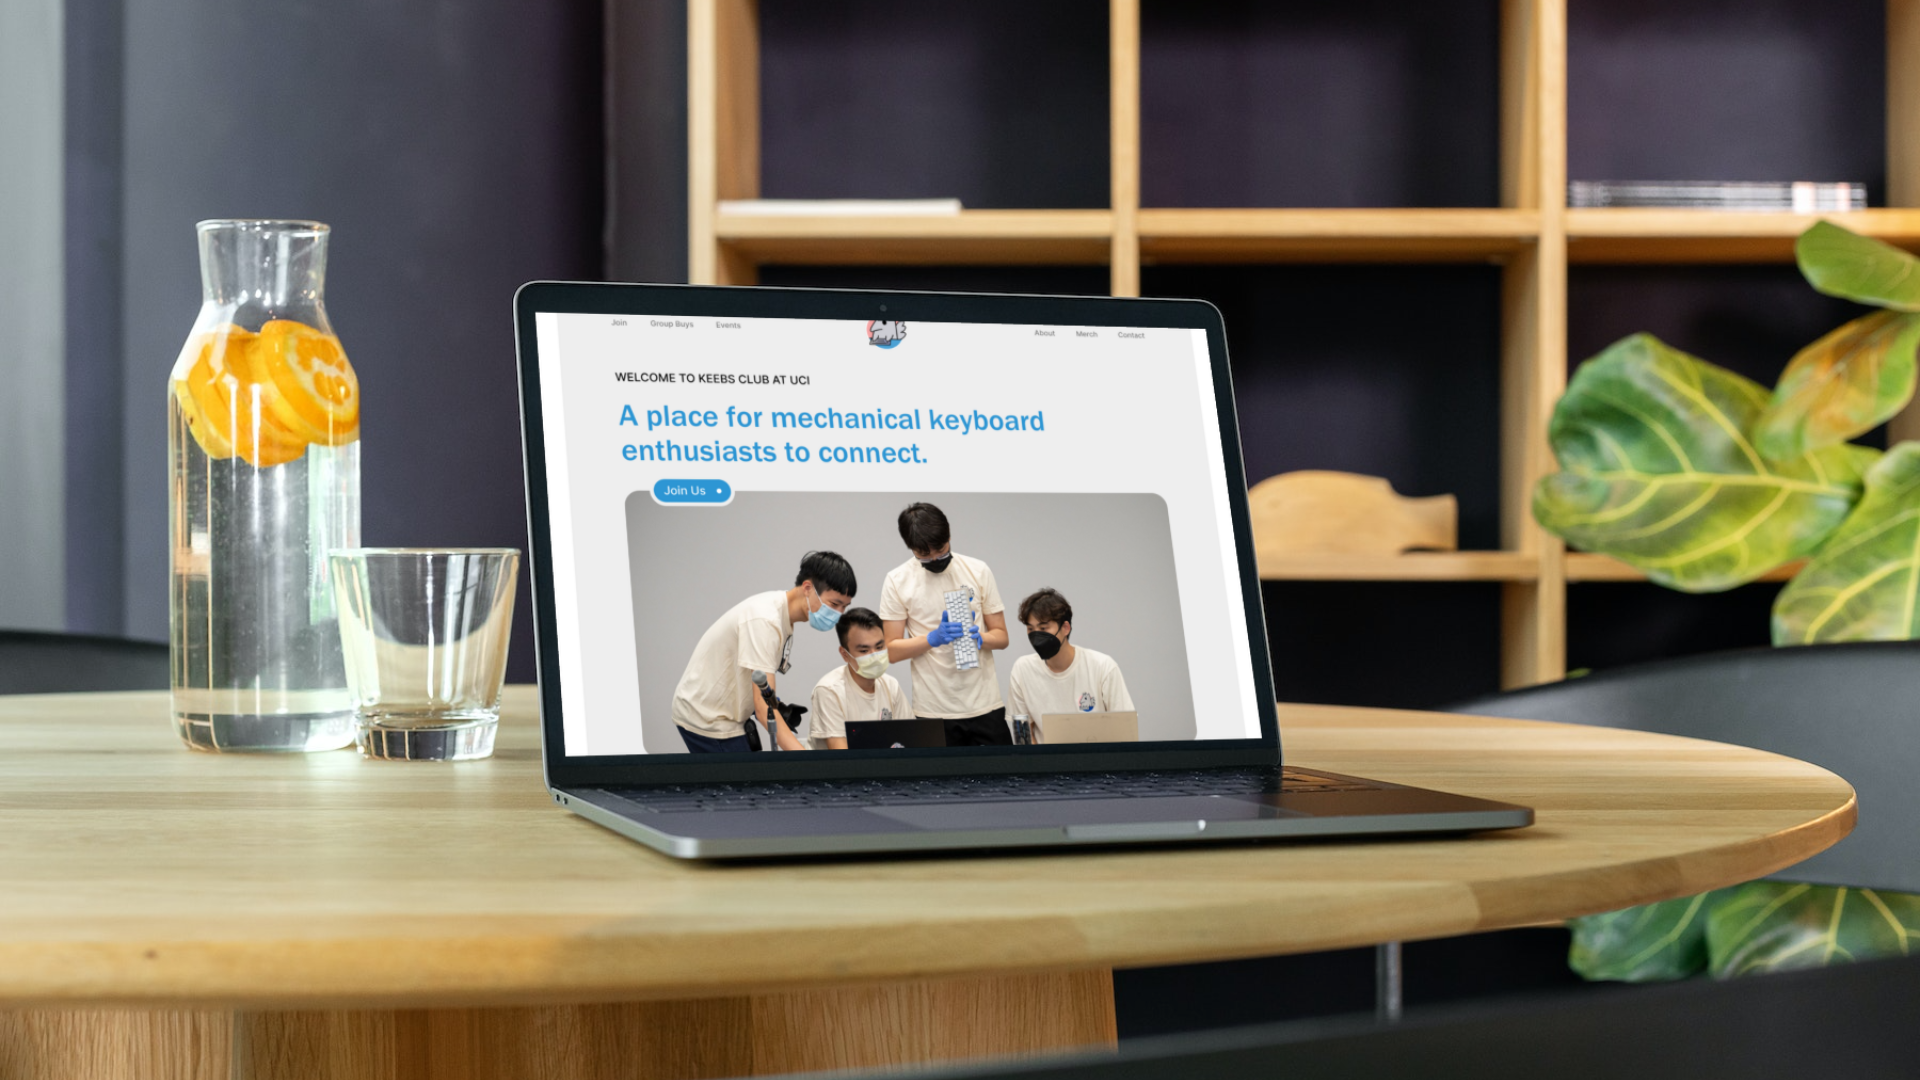 Join Group Buys Events About Merch Contact
WELCOME TO KEEBS CLUB AT UCI
A place for mechanical keyboard
enthusiasts to connect.
Join Us